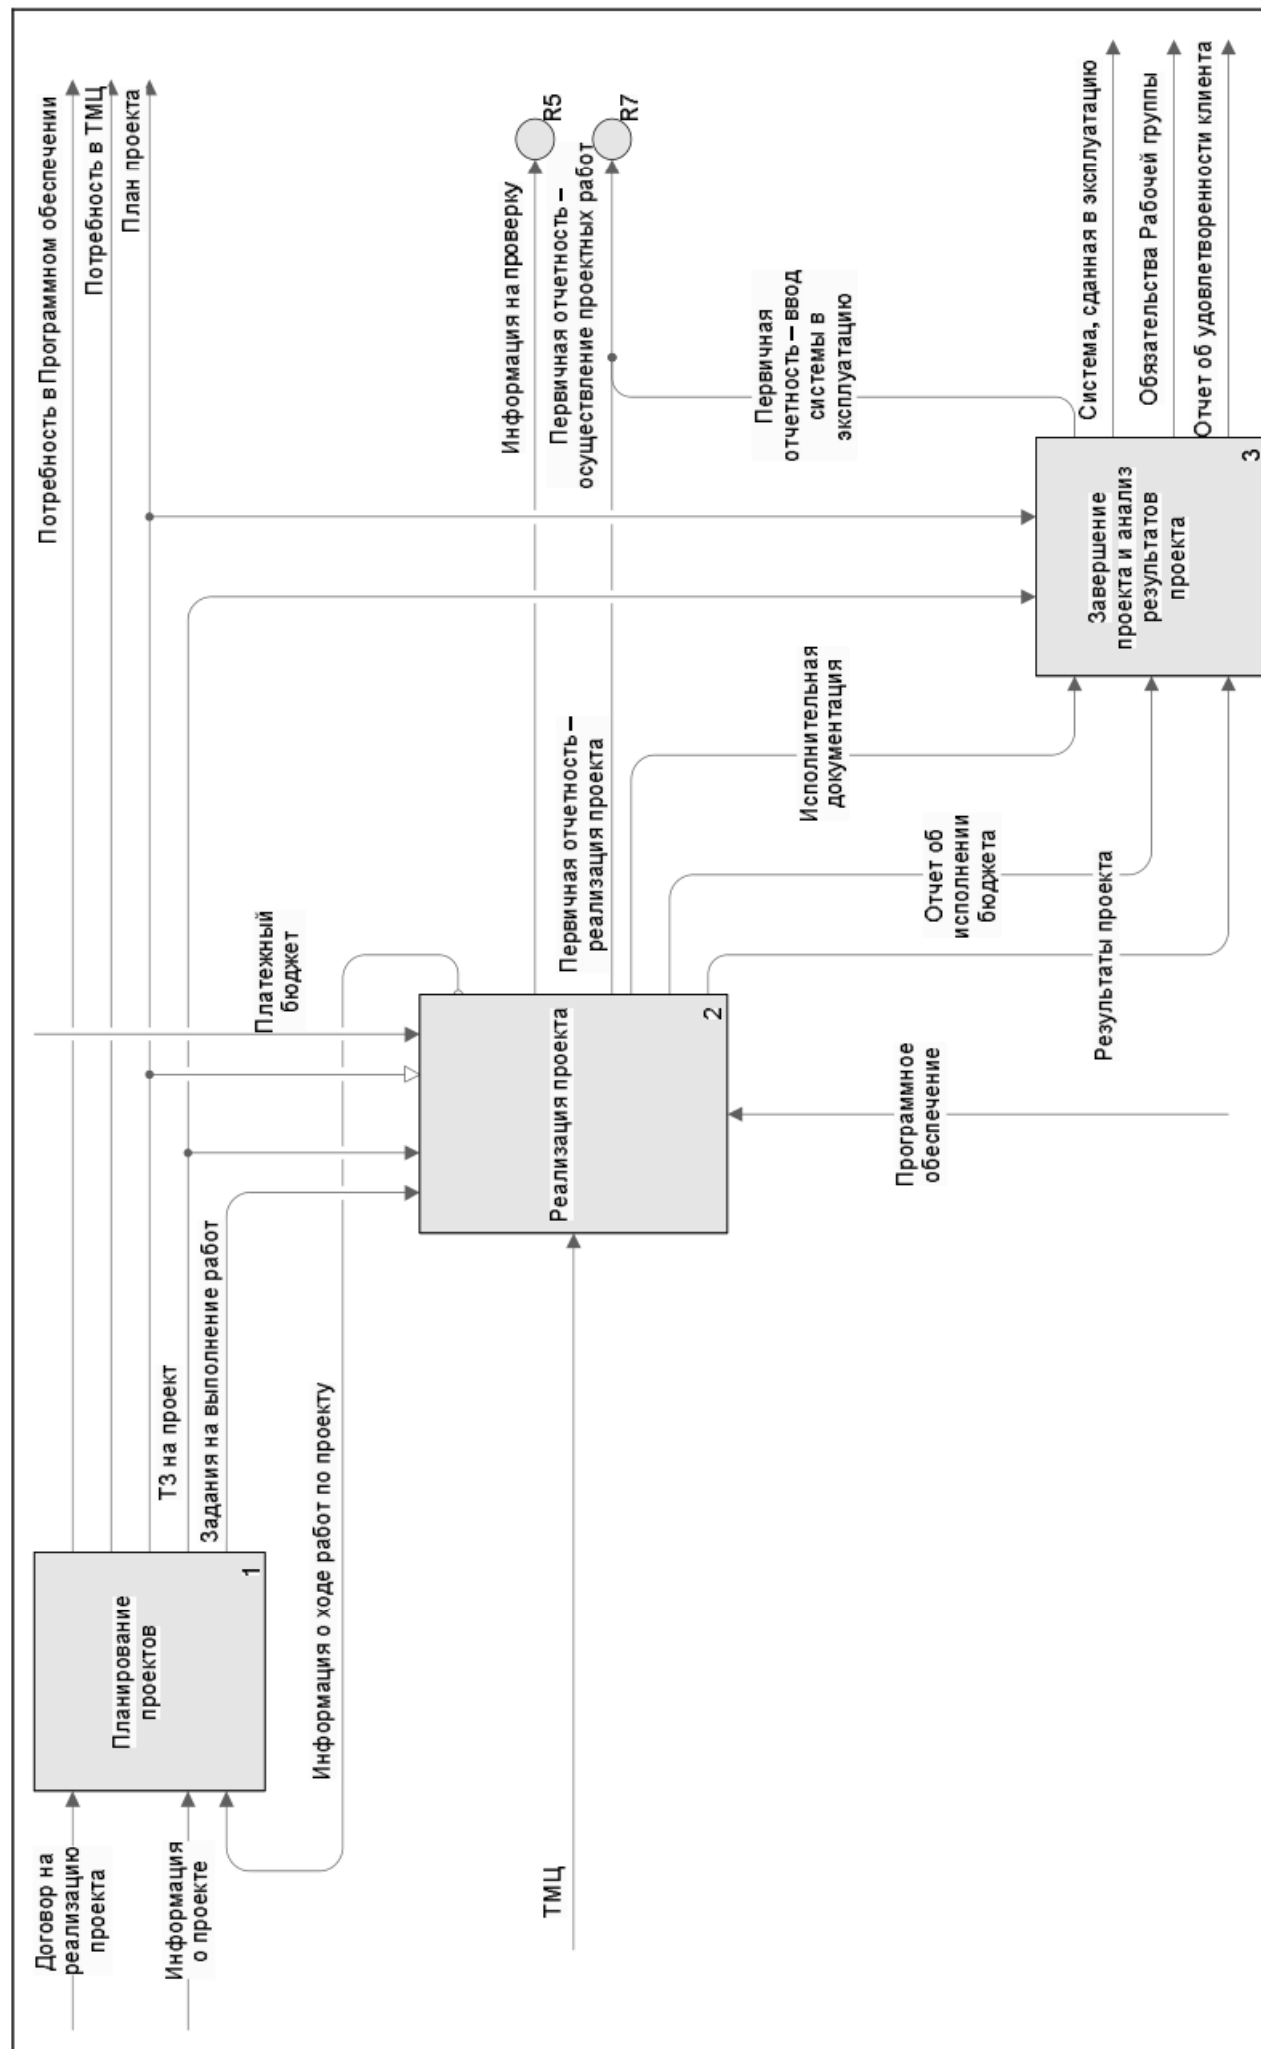 Договор на
реализацию
проекта
Информация
о проекте
Планирование
проектов
1
Потребность в Программном обеспечении
Потребность в ТМЦ
План проекта
ТЗ на проект
Задания на выполнение работ
Информация о ходе работ по проекту
Платежный
бюджет
ТМЦ
Реализация проекта
2
Программное
обеспечение
Информация на проверку
R5
Первичная отчетность –
реализация проекта
Первичная отчетность –
осуществление проектных работ
R7
Первичная
отчетность – ввод
системы в
эксплуатацию
Исполнительная
документация
Отчет об
исполнении
бюджета
Результаты проекта
Завершение
проекта и анализ
результатов
проекта
3
Система, сданная в эксплуатацию
Обязательства Рабочей группы
Отчет об удовлетворенности клиента